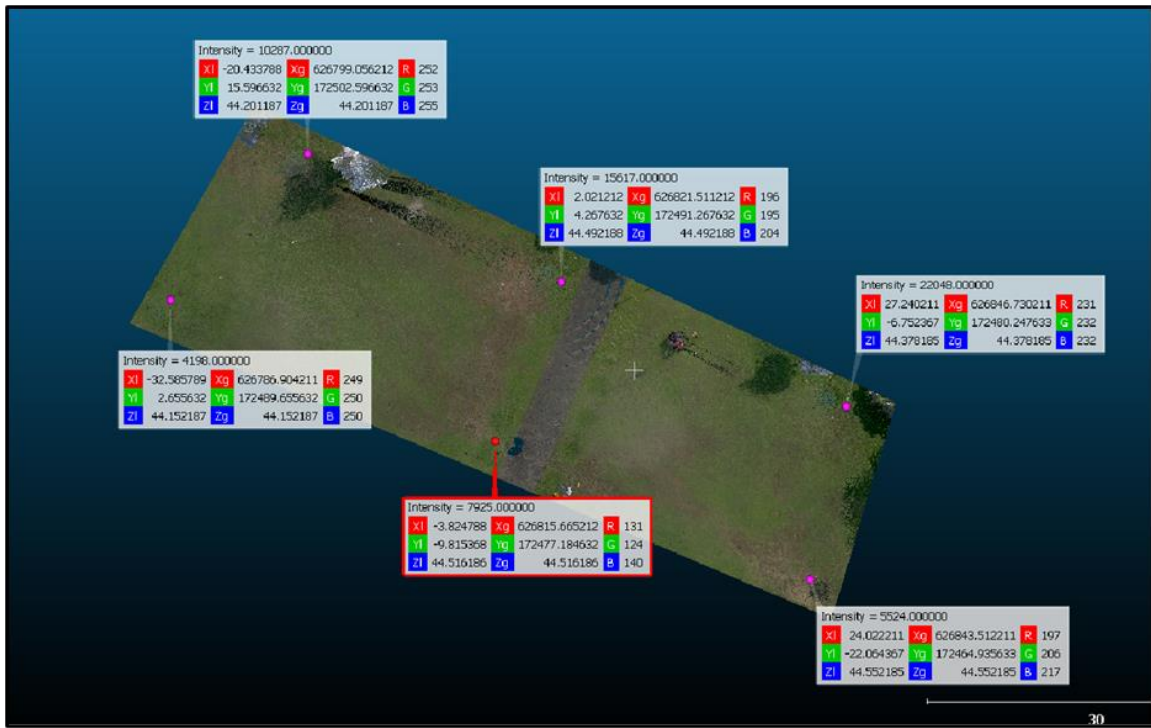 Intensity = 10287.000000
Xl -20.433788 Xg 626799.056212 R 252
Yl 15.596632 Yg 172502.596632 G 253
Zl 44.201187 Zg 44.201187 B 255
Intensity = 15617.000000
Xl 2.021212 Xg 626821.511212 R 196
Yl 4.267632 Yg 172491.267632 G 195
Zl 44.492188 Zg 44.492188 B 204
Intensity = 22048.000000
Xl 27.240211 Xg 626846.730211 R 231
Yl -6.752367 Yg 172480.247633 G 232
Zl 44.378185 Zg 44.378185 B 232
Intensity = 4198.000000
Xl -32.585789 Xg 626786.904211 R 249
Yl 2.655632 Yg 172489.655632 G 250
Zl 44.152187 Zg 44.152187 B 250
Intensity = 7925.000000
Xl -3.824788 Xg 626815.665212 R 131
Yl -9.815368 Yg 172477.184632 G 124
Zl 44.516186 Zg 44.516186 B 140
Intensity = 5524.000000
Xl 24.022211 Xg 626843.512211 R 197
Yl -22.064367 Yg 172464.935633 G 206
Zl 44.552185 Zg 44.552185 B 217
30